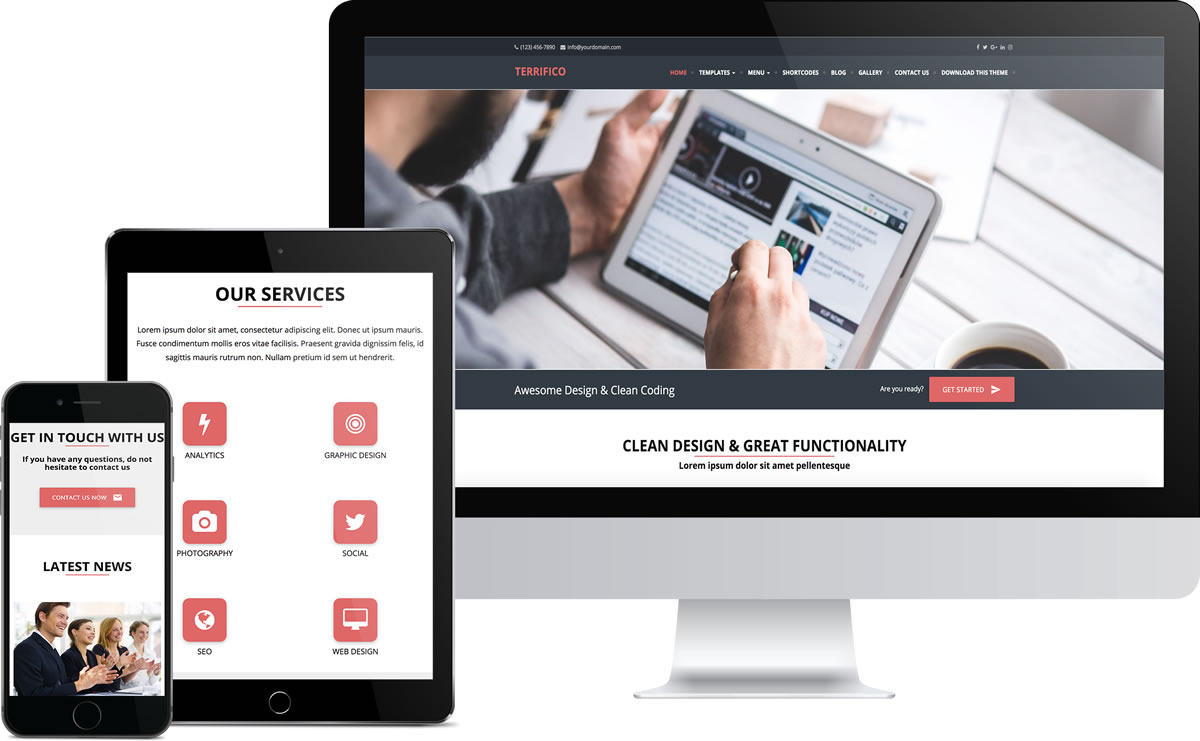 (123) 456-7890 info@yourdomain.com
TERRIFICO
HOME TEMPLATES MENU SHORTCODES BLOG GALLERY CONTACT US DOWNLOAD THIS THEME
Awesome Design & Clean Coding
Are you ready? GET STARTED
CLEAN DESIGN & GREAT FUNCTIONALITY
Lorem ipsum dolor sit amet pellentesque
OUR SERVICES
Lorem ipsum dolor sit amet, consectetur adipiscing elit. Donec ut ipsum mauris.
Fusce condimentum mollis eros vitae facilisis. Praesent gravida dignissim felis, id
sagittis mauris rutrum non. Nullam pretium id sem ut hendrerit.
ANALYTICS
GRAPHIC DESIGN
PHOTOGRAPHY
SOCIAL
SEO
WEB DESIGN
GET IN TOUCH WITH US
If you have any questions, do not
hesitate to contact us
CONTACT US NOW
LATEST NEWS